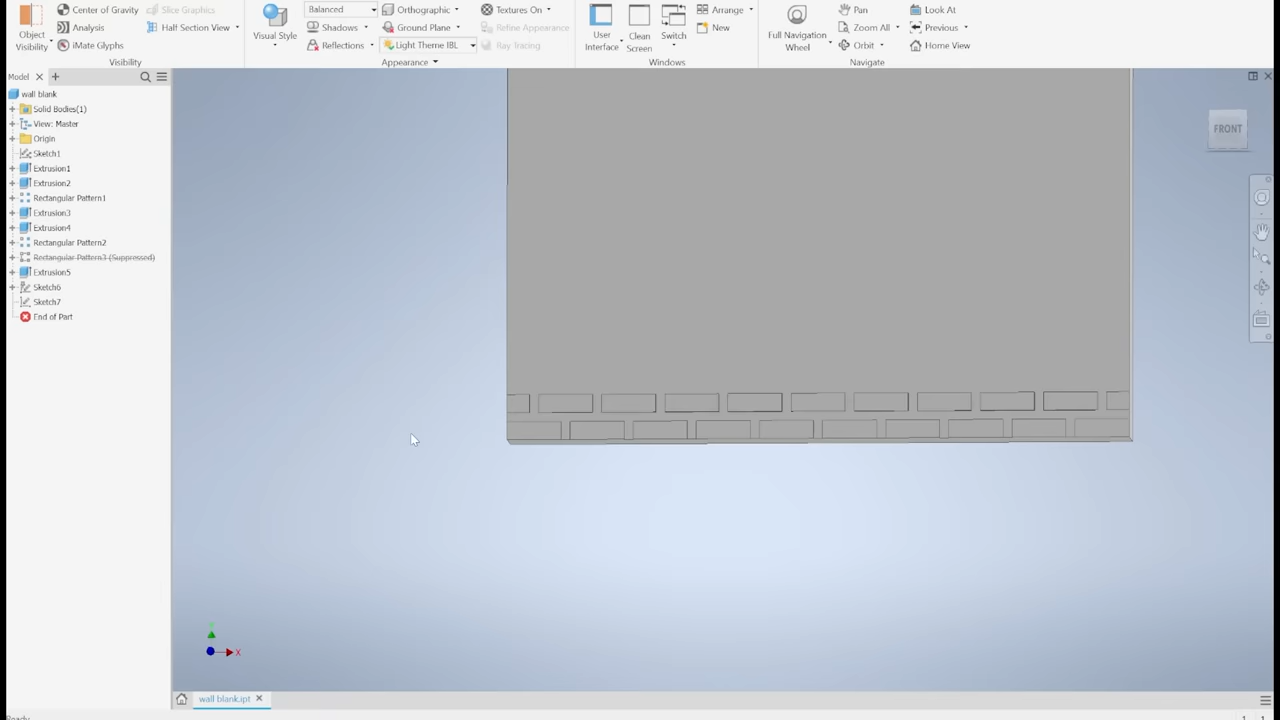 Object Visibility
Center of Gravity
Slice Graphics
Analysis
Half Section View
iMate Glyphs
Visibility
Visual Style
Balanced
Orthographic
Textures On
Shadows
Ground Plane
Refine Appearance
Reflections
Light Theme IBL
Ray Tracing
Appearance
User Interface
Clean Screen
Switch
Arrange
New
Windows
Full Navigation Wheel
Pan
Look At
Zoom All
Previous
Orbit
Home View
Navigate
Model
wall blank
Solid Bodies(1)
View: Master
Origin
Sketch1
Extrusion1
Extrusion2
Rectangular Pattern1
Extrusion3
Extrusion4
Rectangular Pattern2
Rectangular Pattern3 (Suppressed)
Extrusion5
Sketch6
Sketch7
End of Part
FRONT
X
wall blank.ipt